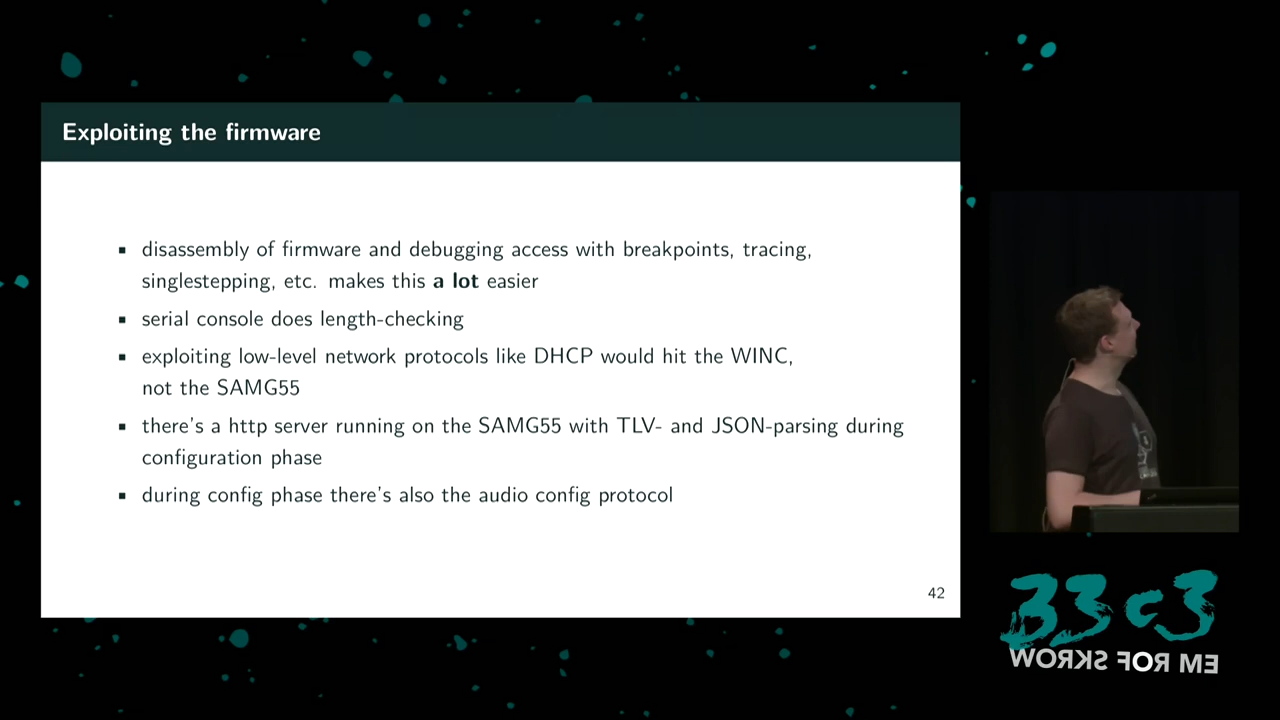 Exploiting the firmware
▪ disassembly of firmware and debugging access with breakpoints, tracing,
singlestepping, etc. makes this a lot easier
▪ serial console does length-checking
▪ exploiting low-level network protocols like DHCP would hit the WINC,
not the SAMG55
▪ there's a http server running on the SAMG55 with TLV- and JSON-parsing during
configuration phase
▪ during config phase there's also the audio config protocol
42
33c3
WORKS FOR ME